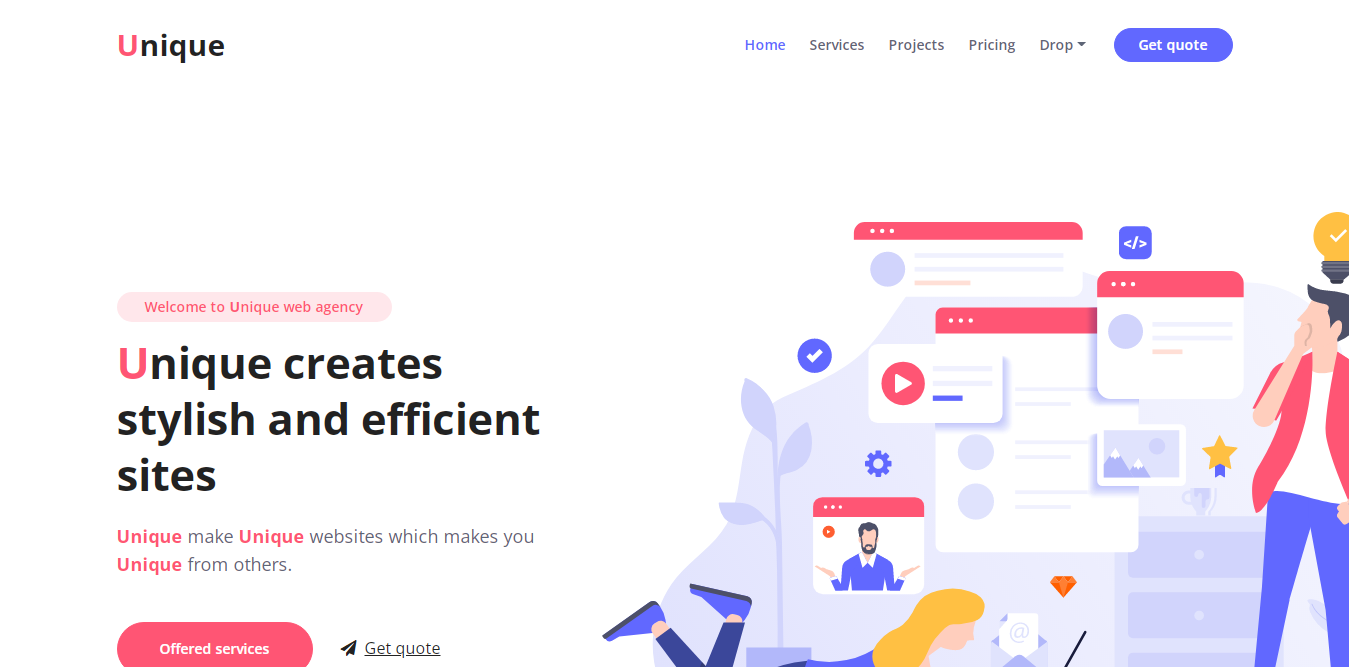 Unique
Home Services Projects Pricing Drop Get quote
</>
Welcome to Unique web agency
Unique creates
stylish and efficient
sites
Unique make Unique websites which makes you
Unique from others.
@
Offered services Get quote